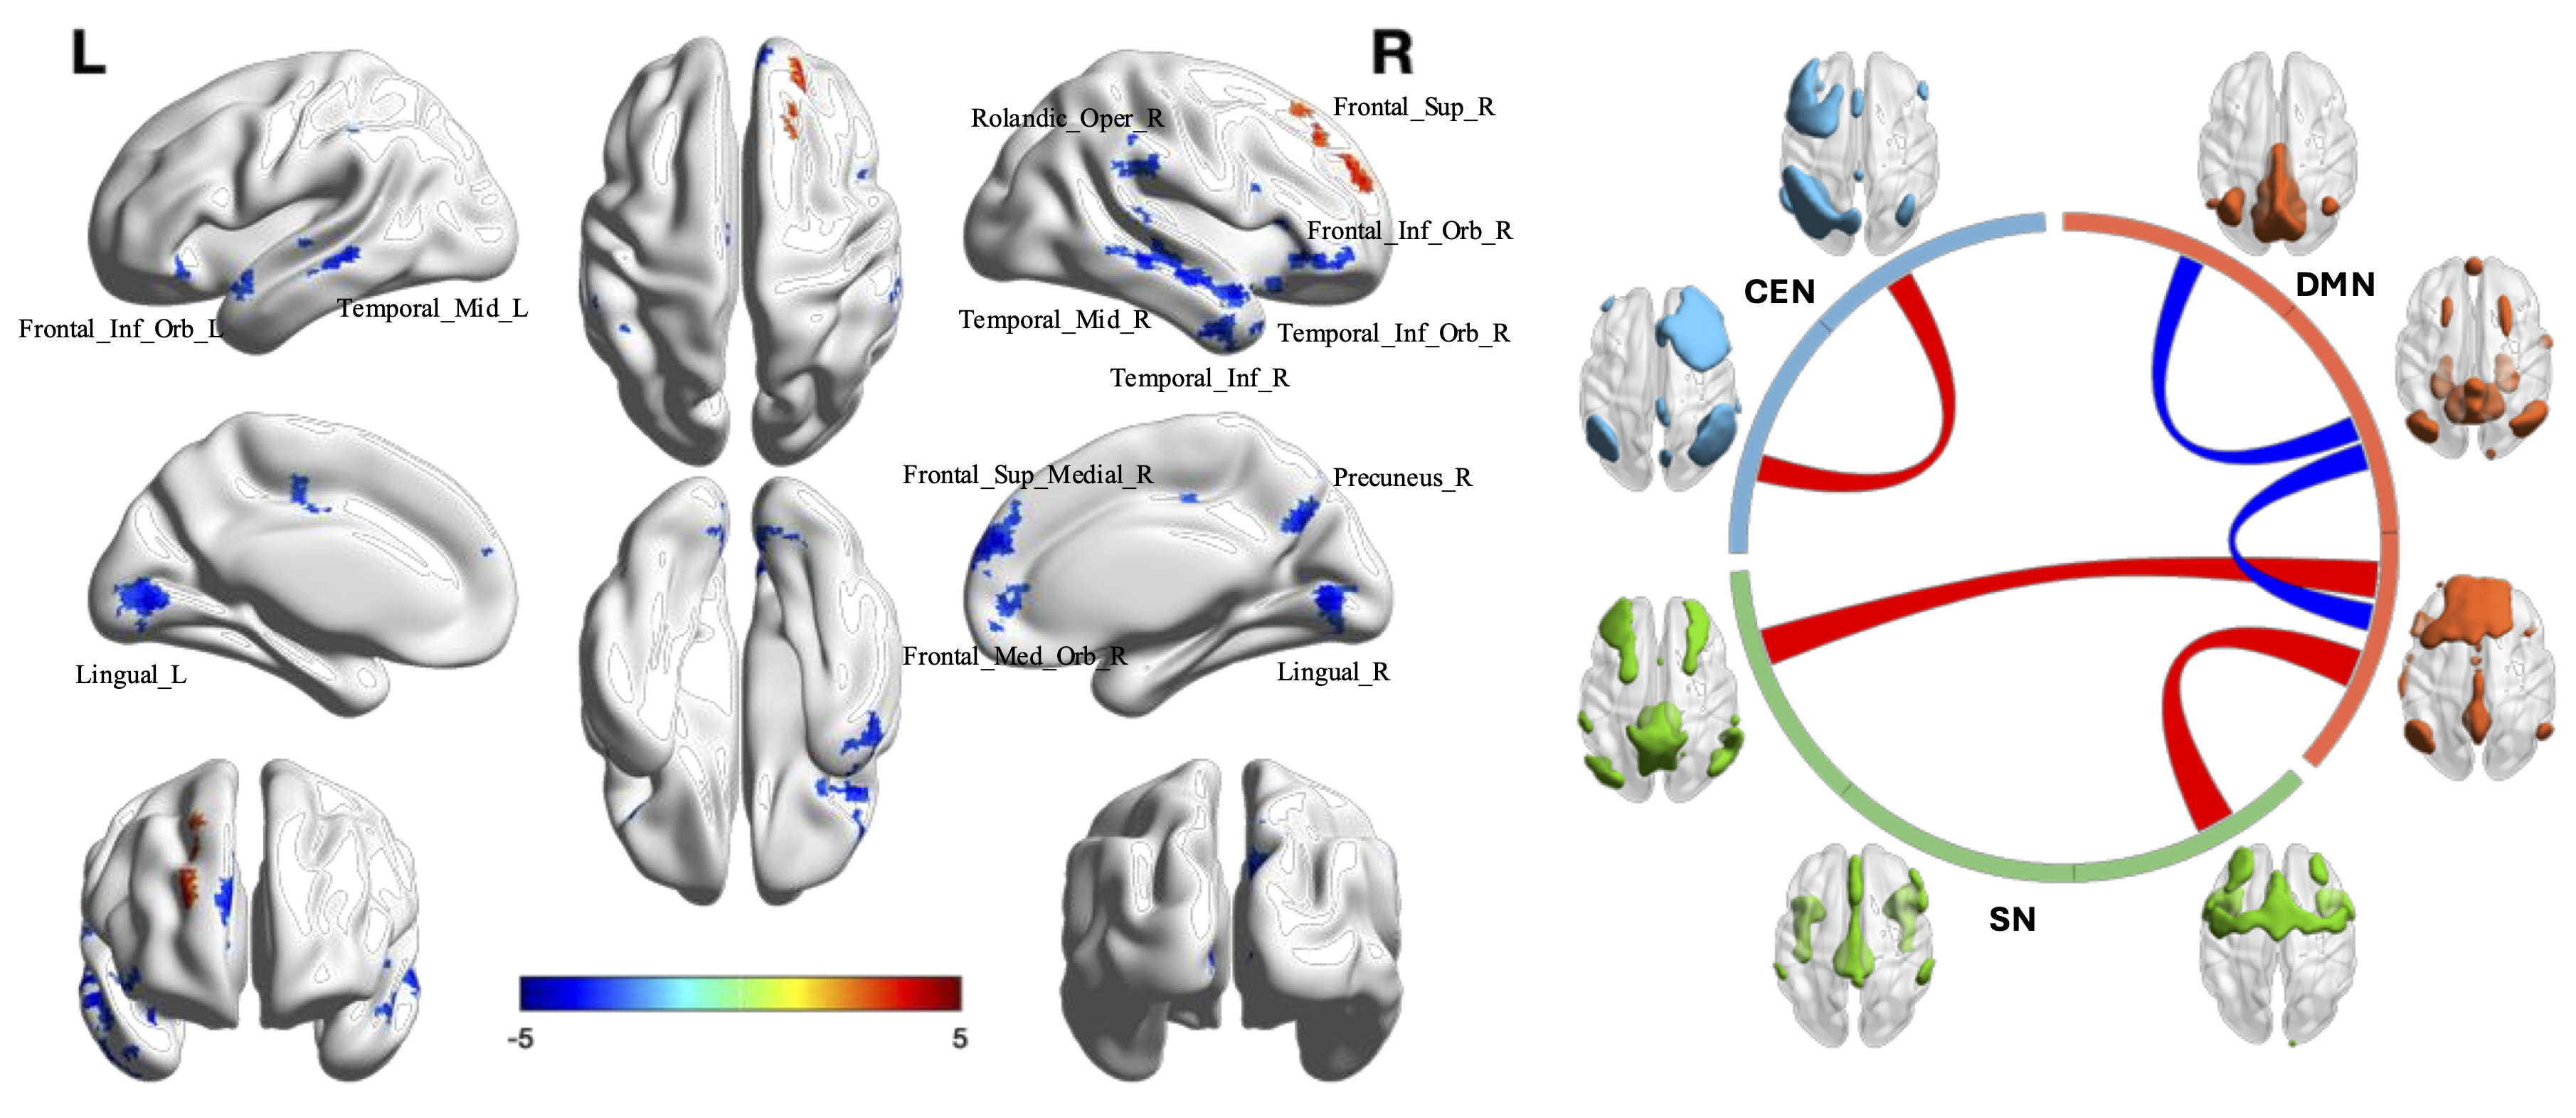 L
R
Rolandic_Oper_R
Frontal_Sup_R
Frontal_Inf_Orb_R
Temporal_Mid_L
Frontal_Inf_Orb_L
Temporal_Mid_R
Temporal_Inf_Orb_R
Temporal_Inf_R
Frontal_Sup_Medial_R
Precuneus_R
Lingual_L
Frontal_Med_Orb_R
Lingual_R
-5
5
CEN
DMN
SN